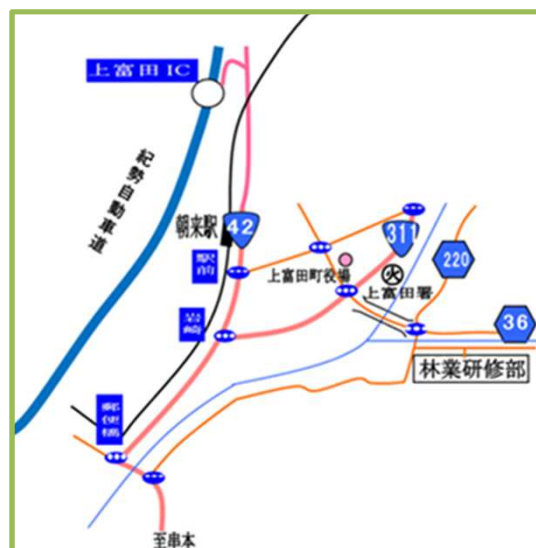 上富田IC
紀勢自動車道
朝来駅
42
311
駅前
上富田町役場
火
上富田署
220
岩崎
36
林業研修部
郵便橋
至串本